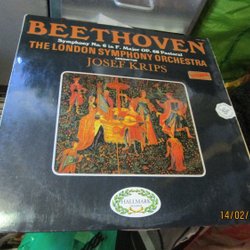 BEETHOVEN
Symphony No. 6 in F. Major OP. 68 Pastoral
THE LONDON SYMPHONY ORCHESTRA
JOSEF KRIPS
HALLMARK
14/02/